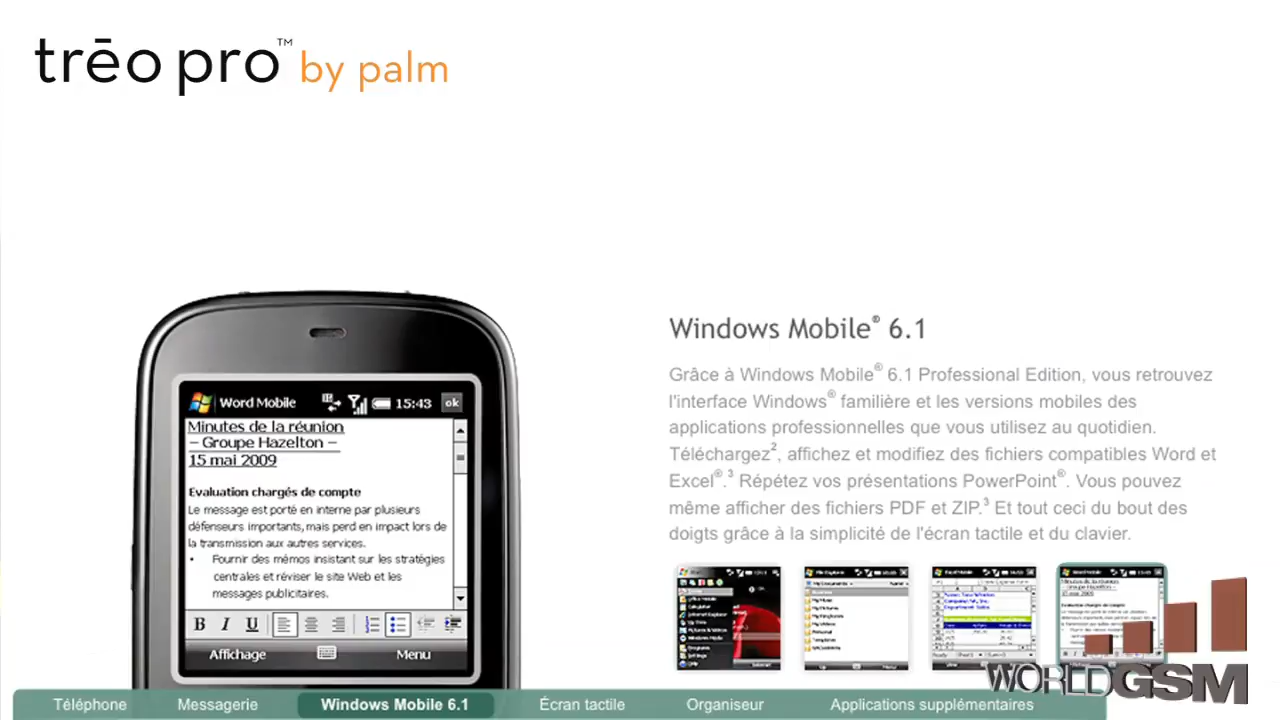 trēo pro™ by palm
Word Mobile 15:43 ok
Minutes de la réunion
– Groupe Hazelton –
15 mai 2009
Evaluation chargés de compte
Le message est porté en interne par plusieurs
défenseurs importants, mais perd en impact lors de
la transmission aux autres services.
• Fournir des mémos insistant sur les stratégies
centrales et réviser le site Web et les
messages publicitaires.
B I U
Affichage Menu
Windows Mobile® 6.1
Grâce à Windows Mobile® 6.1 Professional Edition, vous retrouvez
l'interface Windows® familière et les versions mobiles des
applications professionnelles que vous utilisez au quotidien.
Téléchargez², affichez et modifiez des fichiers compatibles Word et
Excel®.³ Répétez vos présentations PowerPoint®. Vous pouvez
même afficher des fichiers PDF et ZIP.³ Et tout ceci du bout des
doigts grâce à la simplicité de l'écran tactile et du clavier.
WORLDGSM
Téléphone Messagerie Windows Mobile 6.1 Écran tactile Organiseur Applications supplémentaires